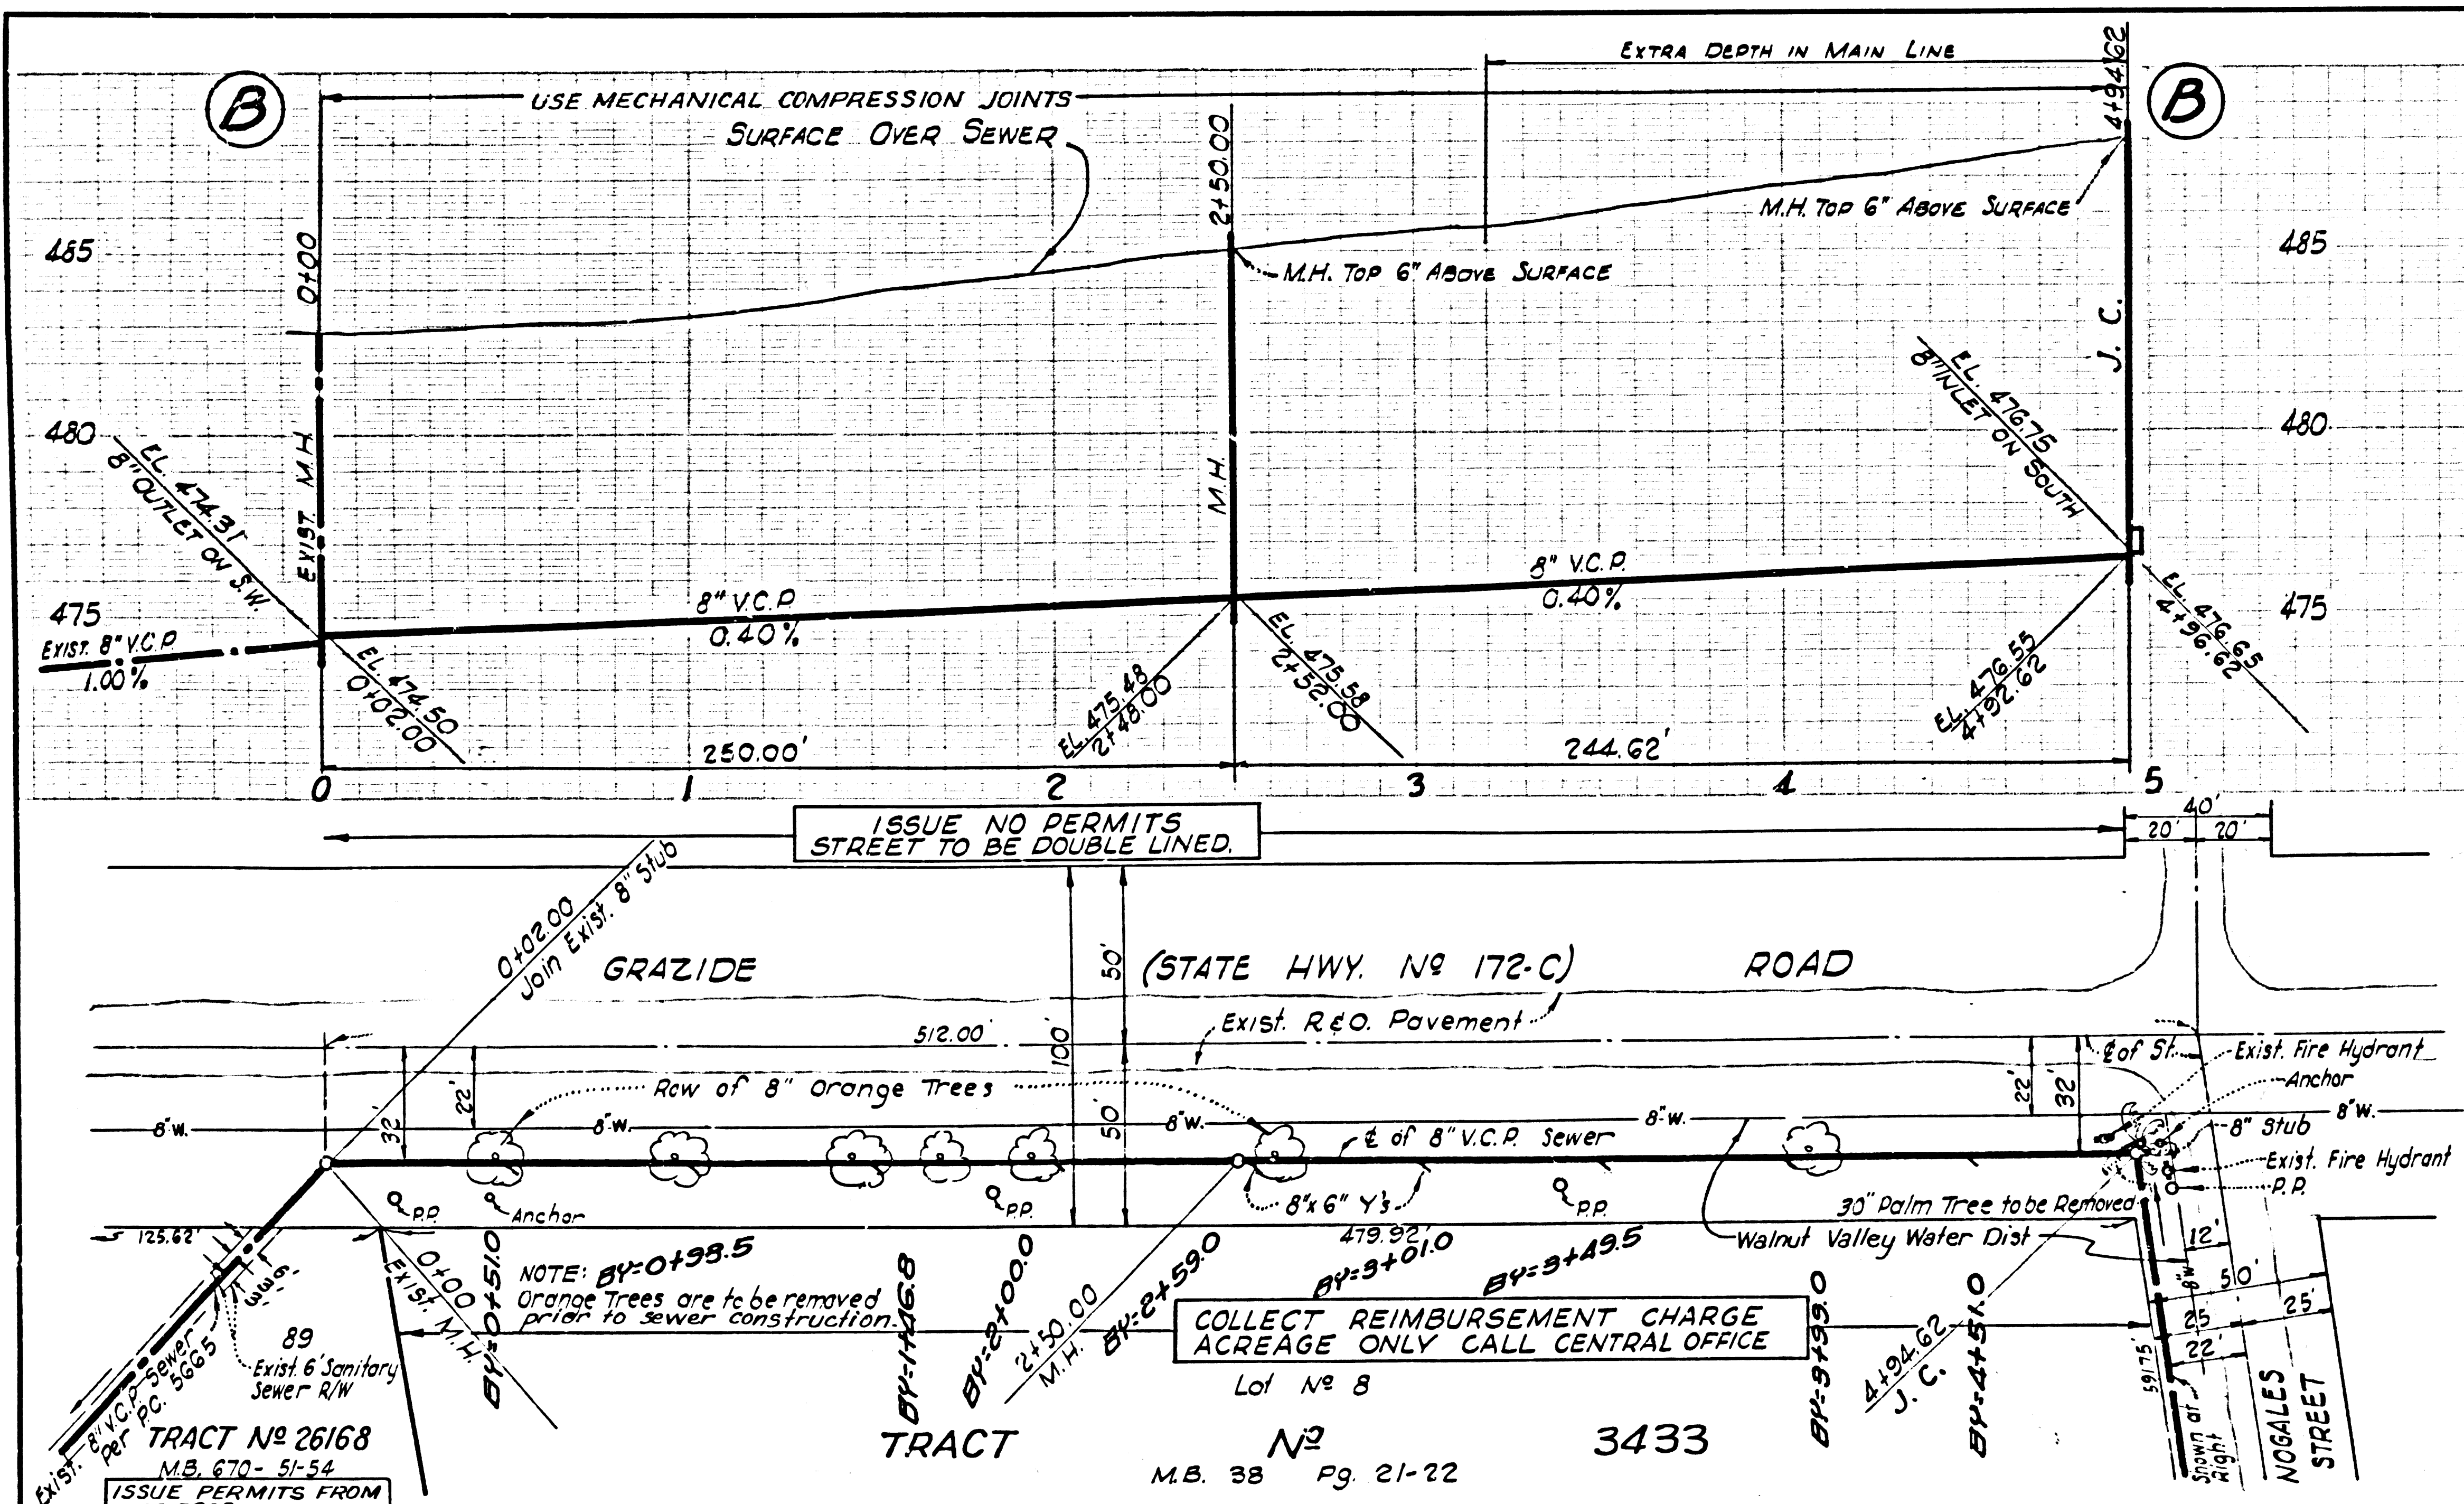 EXTRA DEPTH IN MAIN LINE
4+94.62
B
USE MECHANICAL COMPRESSION JOINTS
B
SURFACE OVER SEWER
2+50.00
M.H. TOP 6" ABOVE SURFACE
485
0+00
M.H. TOP 6" ABOVE SURFACE
485
J. C.
EL. 476.75
8" INLET ON SOUTH
480
EL. 474.31
8" OUTLET ON S.W.
EXIST. M.H.
M.H.
480
475
8" V.C.P.
0.40%
8" V.C.P.
0.40%
475
EXIST. 8" V.C.P.
1.00%
EL. 474.50
0+02.00
EL. 475.48
2+48.00
EL. 475.58
2+52.00
EL. 476.55
4+92.62
EL. 476.65
4+96.62
250.00'
244.62'
0 1 2 3 4 5
ISSUE NO PERMITS
STREET TO BE DOUBLE LINED.
40'
20' 20'
0+02.00
Join Exist. 8" Stub
GRAZIDE (STATE HWY. Nº 172-C) ROAD
50'
100'
50'
512.00'
Exist. R&O. Pavement
℄ of St.
Exist. Fire Hydrant
Anchor
32'
22'
Row of 8" Orange Trees
22'
32'
8" W.
8" W.
8" W.
8" W.
8" W.
℄ of 8" V.C.P. Sewer
8" Stub
Exist. Fire Hydrant
P.P.
P.P.
Anchor
P.P.
8"x6" Y's
P.P.
30" Palm Tree to be Removed
125.62'
479.92'
Walnut Valley Water Dist
12'
8" W
50'
25' 25'
22'
3' 3'
6'
0+00
Exist. M.H.
BY=0+51.0
NOTE: BY=0+98.5
Orange Trees are to be removed
prior to sewer construction.
BY=1+46.8
BY=2+00.0
2+50.00
M.H.
BY=2+59.0
BY=3+01.0
BY=3+49.5
COLLECT REIMBURSEMENT CHARGE
ACREAGE ONLY CALL CENTRAL OFFICE
BY=3+99.0
4+94.62
J. C.
BY=4+51.0
591.75'
Shown at
Right
NOGALES
STREET
89
Exist. 6' Sanitary
Sewer R/W
Exist. 8" V.C.P. Sewer
per P.C. 5665
Lot Nº 8
TRACT Nº 26168
M.B. 670-51-54
TRACT Nº 3433
M.B. 38 Pg. 21-22
ISSUE PERMITS FROM